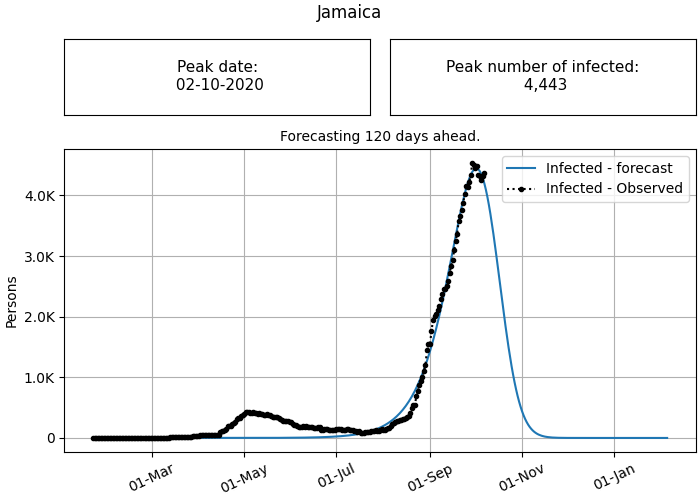 Jamaica
Peak date:
02-10-2020
Peak number of infected:
4,443
Forecasting 120 days ahead.
Infected - forecast
Infected - Observed
Persons
4.0K
3.0K
2.0K
1.0K
0
01-Mar
01-May
01-Jul
01-Sep
01-Nov
01-Jan